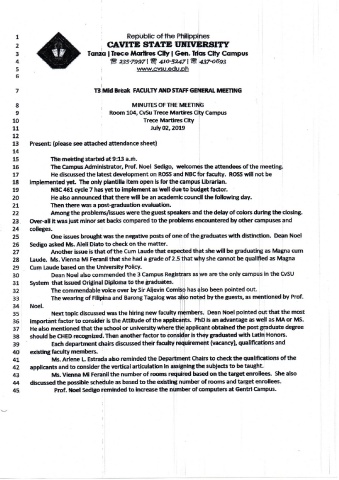 1 Republic of the Philippines
2 CAVITE STATE UNIVERSITY
3 Tanza | Trece Martires City | Gen. Trias City Campus
4 ☎ 235-7997 | ☎ 410-5247 | ☎ 437-0693
5 www.cvsu.edu.ph
6
7 T3 Mid Break FACULTY AND STAFF GENERAL MEETING
8 MINUTES OF THE MEETING
9 Room 104, CvSu Trece Martires City Campus
10 Trece Martires City
11 July 02, 2019
12
13 Present: (please see attached attendance sheet)
14
15 The meeting started at 9:13 a.m.
16 The Campus Administrator, Prof. Noel Sedigo, welcomes the attendees of the meeting.
17 He discussed the latest development on ROSS and NBC for faculty. ROSS will not be
18 implemented yet. The only plantilla item open is for the campus Librarian.
19 NBC 461 cycle 7 has yet to implement as well due to budget factor.
20 He also announced that there will be an academic council the following day.
21 Then there was a post-graduation evaluation.
22 Among the problems/issues were the guest speakers and the delay of colors during the closing.
23 Over-all it was just minor set backs compared to the problems encountered by other campuses and
24 colleges.
25 One issues brought was the negative posts of one of the graduates with distinction. Dean Noel
26 Sedigo asked Ms. Aleli Diato to check on the matter.
27 Another issue is that of the Cum Laude that expected that she will be graduating as Magna cum
28 Laude. Ms. Vienna Mi Feranil that she had a grade of 2.5 that why she cannot be qualified as Magna
29 Cum Laude based on the University Policy.
30 Dean Noel also commended the 3 Campus Registrars as we are the only campus in the CvSU
31 System that issued Original Diploma to the graduates.
32 The commendable voice over by Sir Aljevin Comiso has also been pointed out.
33 The wearing of Filipina and Barong Tagalog was also noted by the guests, as mentioned by Prof.
34 Noel.
35 Next topic discussed was the hiring new faculty members. Dean Noel pointed out that the most
36 important factor to consider is the Attitude of the applicants. PhD is an advantage as well as MA or MS.
37 He also mentioned that the school or university where the applicant obtained the post graduate degree
38 should be CHED recognized. Then another factor to consider is they graduated with Latin Honors.
39 Each department chairs discussed their faculty requirement (vacancy), qualifications and
40 existing faculty members.
41 Ms. Arlene L. Estrada also reminded the Department Chairs to check the qualifications of the
42 applicants and to consider the vertical articulation in assigning the subjects to be taught.
43 Ms. Vienna Mi Feranil the number of rooms required based on the target enrollees. She also
44 discussed the possible schedule as based to the existing number of rooms and target enrollees.
45 Prof. Noel Sedigo reminded to increase the number of computers at Gentri Campus.